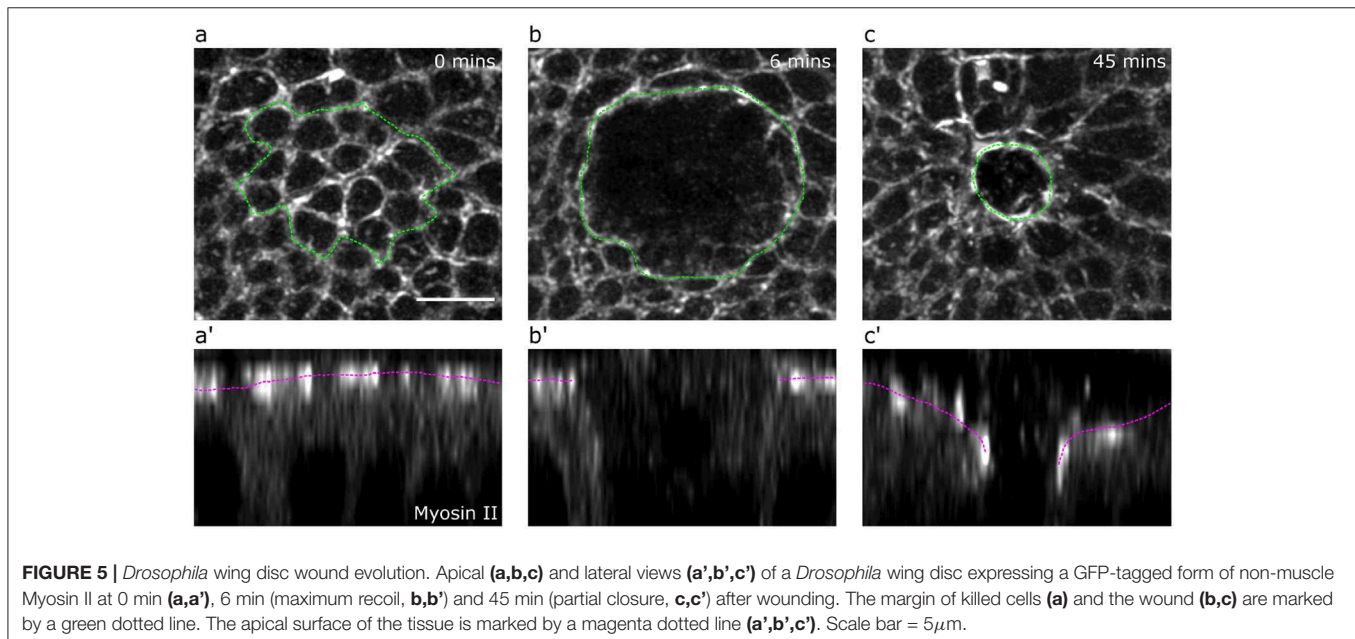 a
0 mins
b
6 mins
c
45 mins
a'
Myosin II
b'
c'
FIGURE 5 | Drosophila wing disc wound evolution. Apical (a,b,c) and lateral views (a’,b’,c’) of a Drosophila wing disc expressing a GFP-tagged form of non-muscle
Myosin II at 0 min (a,a’), 6 min (maximum recoil, b,b’) and 45 min (partial closure, c,c’) after wounding. The margin of killed cells (a) and the wound (b,c) are marked
by a green dotted line. The apical surface of the tissue is marked by a magenta dotted line (a’,b’,c’). Scale bar = 5μm.